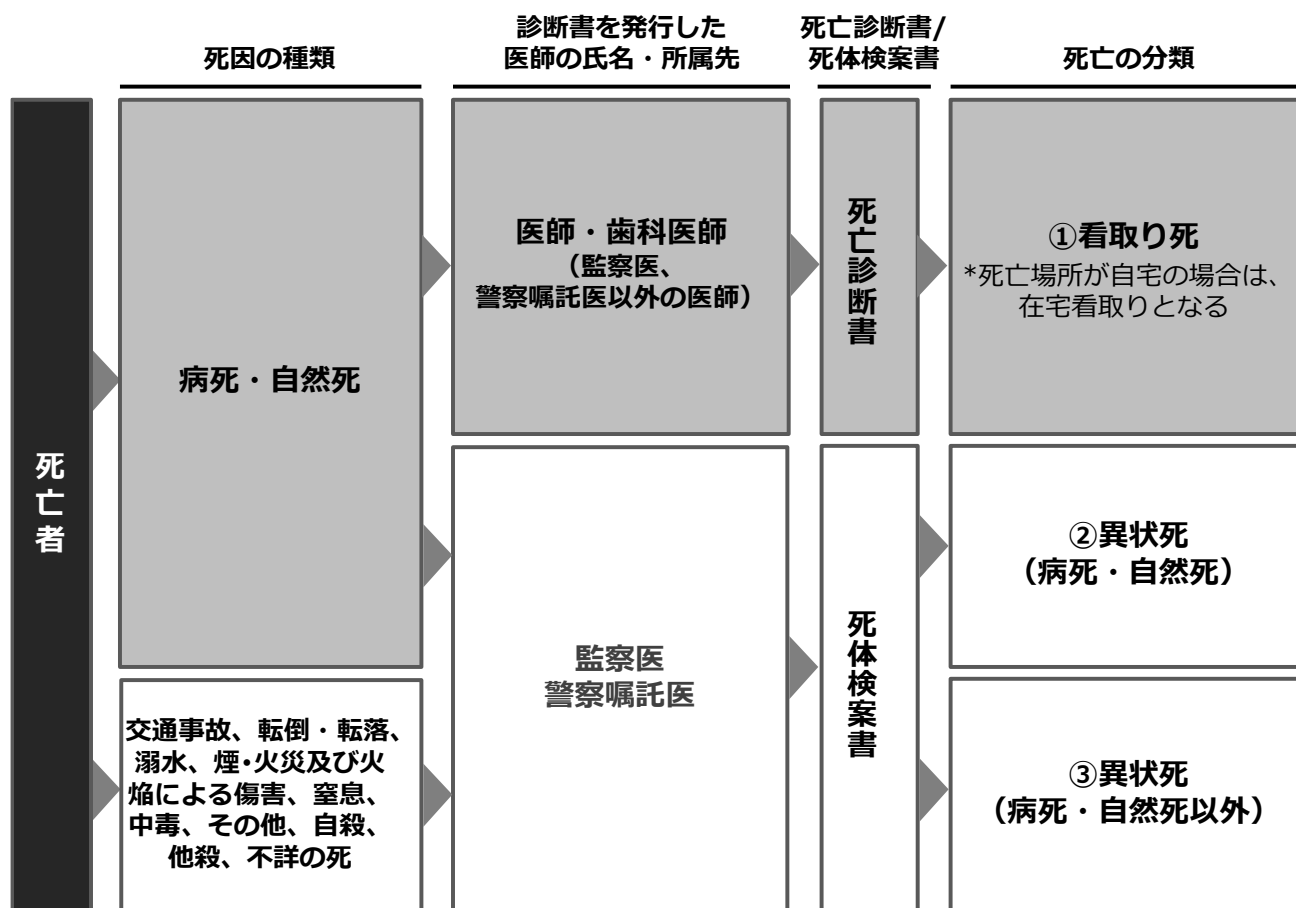 死因の種類
診断書を発行した
医師の氏名・所属先
死亡診断書/
死体検案書
死亡の分類
死亡者
病死・自然死
医師・歯科医師
（監察医、
警察嘱託医以外の医師）
死亡診断書
①看取り死
*死亡場所が自宅の場合は、
在宅看取りとなる
監察医
警察嘱託医
死体検案書
②異状死
（病死・自然死）
交通事故、転倒・転落、
溺水、煙・火災及び火
焔による傷害、窒息、
中毒、その他、自殺、
他殺、不詳の死
③異状死
（病死・自然死以外）